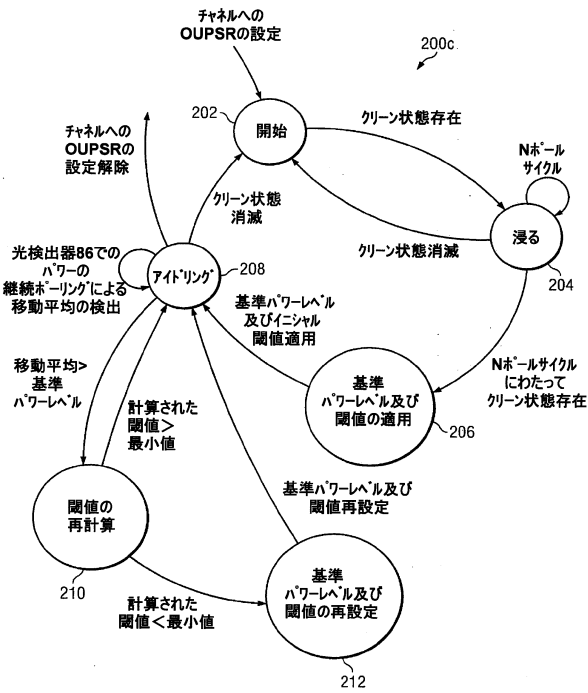 チャネルへの
OUPSRの設定
200c
202
開始
クリーン状態存在
Nポール
サイクル
チャネルへの
OUPSRの
設定解除
クリーン状態
消滅
クリーン状態消滅
浸る
204
光検出器86での
パワーの
継続ポーリングによる
移動平均の検出
アイドリング
208
基準パワーレベル
及びイニシャル
閾値適用
Nポールサイクル
にわたって
クリーン状態存在
移動平均>
基準
パワーレベル
計算された
閾値>
最小値
基準
パワーレベル及び
閾値の適用
206
基準パワーレベル及び
閾値再設定
閾値の
再計算
210
計算された
閾値<最小値
基準
パワーレベル及び
閾値の再設定
212